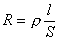 R = ρ l/S